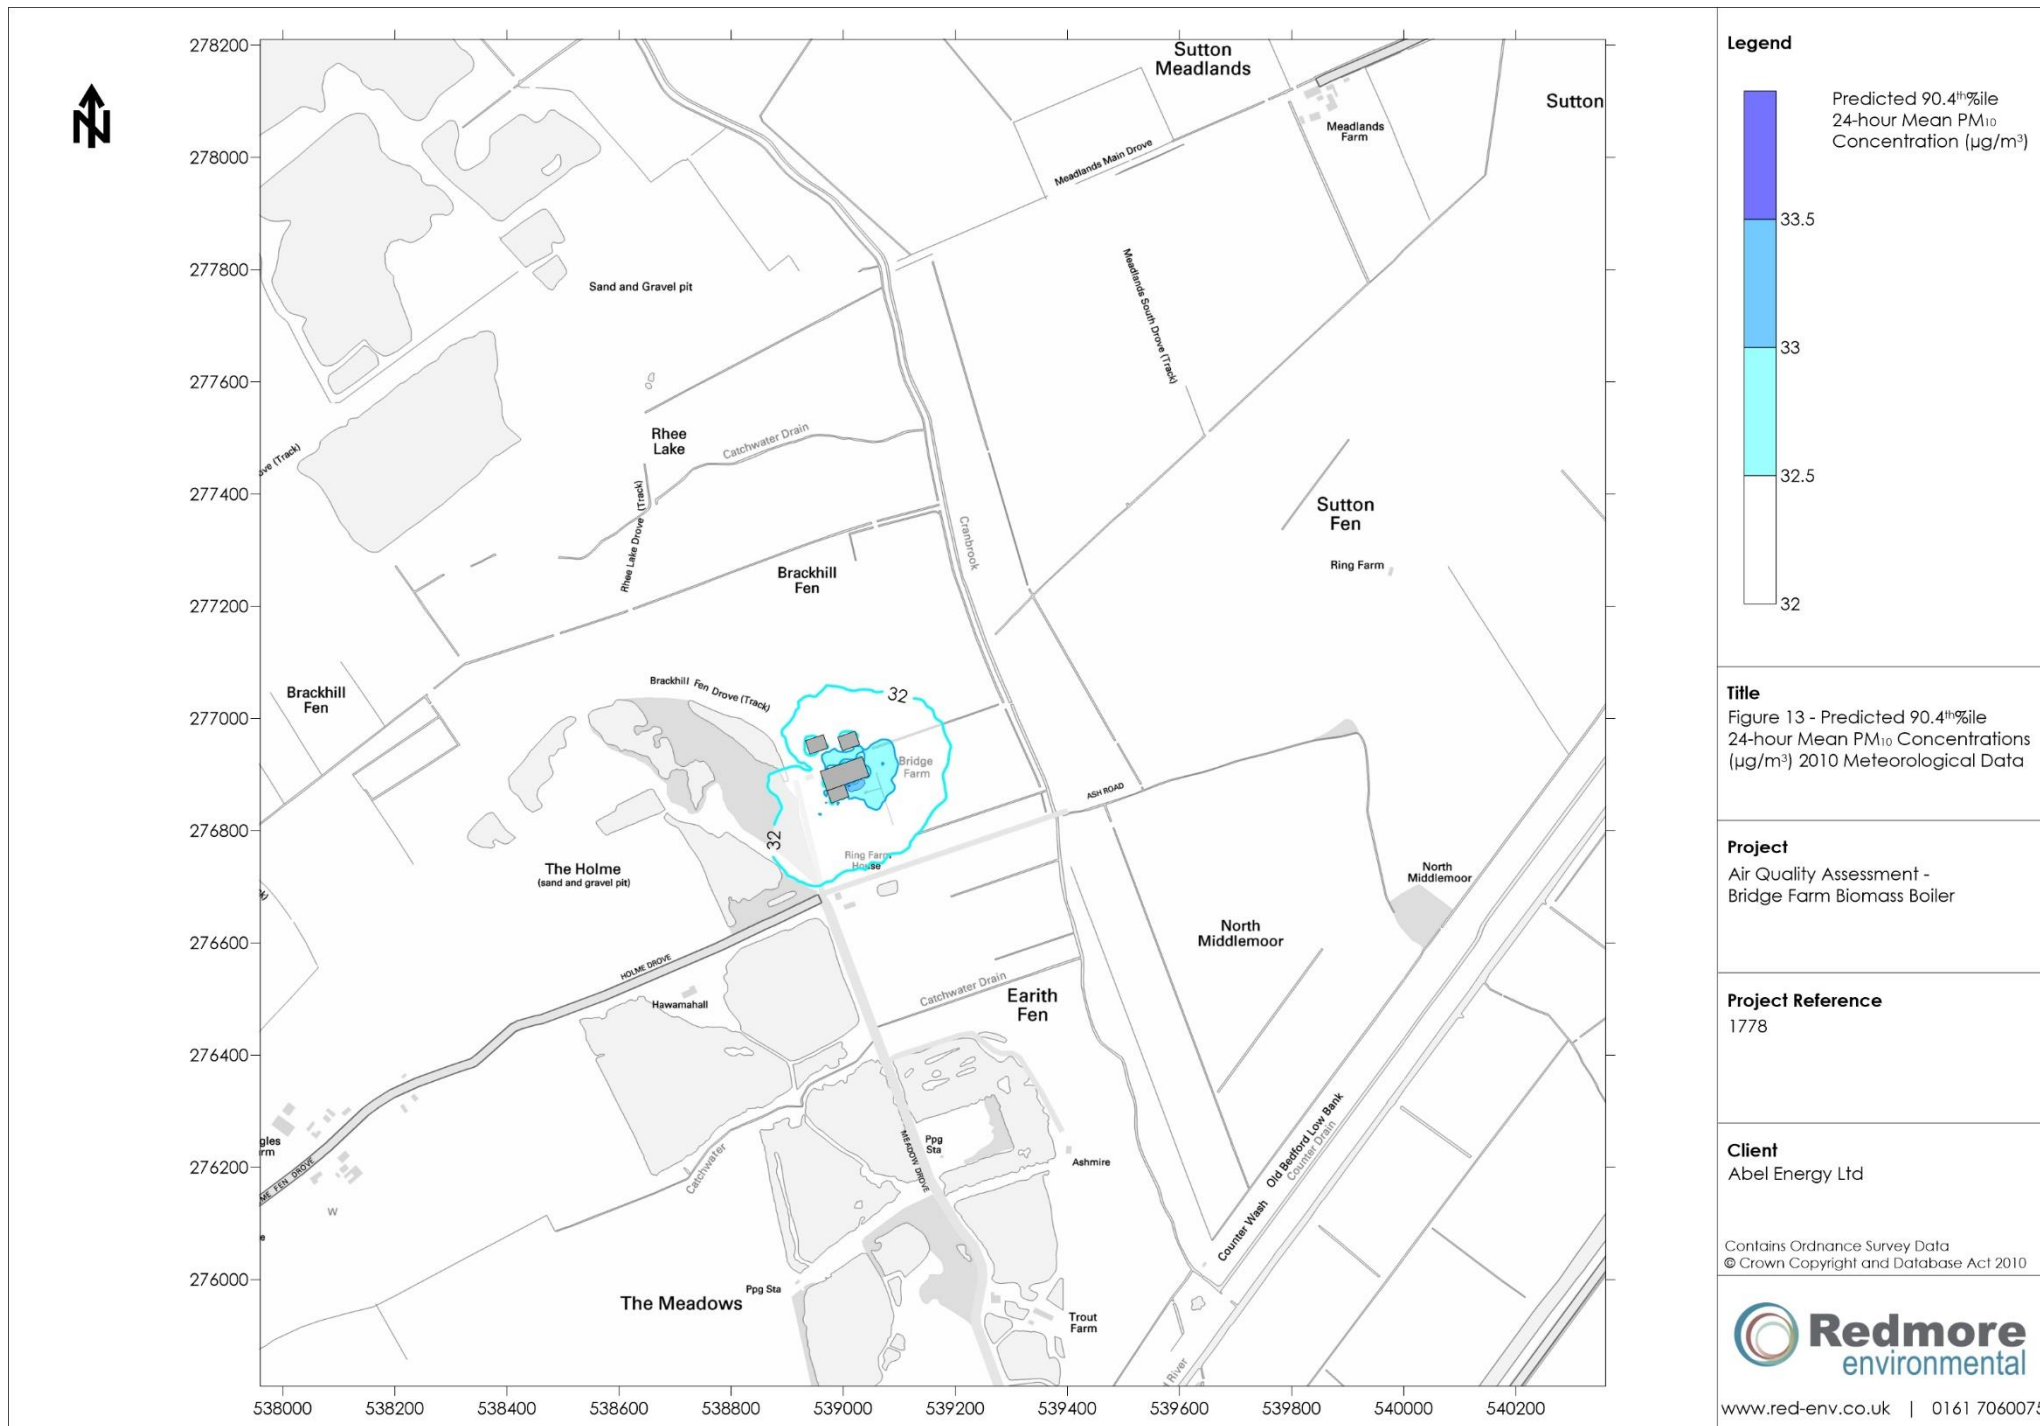 278200
278000
277800
277600
277400
277200
277000
276800
276600
276400
276200
276000
538000
538200
538400
538600
538800
539000
539200
539400
539600
539800
540000
540200
N
Sutton
Meadlands
Sutton
Meadlands
Farm
Meadlands Main Drove
Sand and Gravel pit
Meadlands South Drove (Track)
Rhee
Lake
Catchwater Drain
ove (Track)
Rhee Lake Drove (Track)
Cranbrook
Sutton
Fen
Ring Farm
Brackhill
Fen
Brackhill
Fen
Brackhill Fen Drove (Track)
32
Bridge
Farm
ASH ROAD
32
Ring Farm
House
The Holme
(sand and gravel pit)
North
Middlemoor
North
Middlemoor
HOLME DROVE
Hawamahall
Catchwater Drain
Earith
Fen
gles
rm
ME FEN DROVE
W
e
Catchwater
MEADOW DROVE
Ppg
Sta
Ashmire
Old Bedford Low Bank
Counter Drain
Counter Wash
The Meadows
Ppg Sta
Trout
Farm
River
Legend
Predicted 90.4th%ile
24-hour Mean PM10
Concentration (µg/m³)
33.5
33
32.5
32
Title
Figure 13 - Predicted 90.4th%ile
24-hour Mean PM10 Concentrations
(µg/m³) 2010 Meteorological Data
Project
Air Quality Assessment -
Bridge Farm Biomass Boiler
Project Reference
1778
Client
Abel Energy Ltd
Contains Ordnance Survey Data
© Crown Copyright and Database Act 2010
Redmore
environmental
www.red-env.co.uk | 0161 7060075